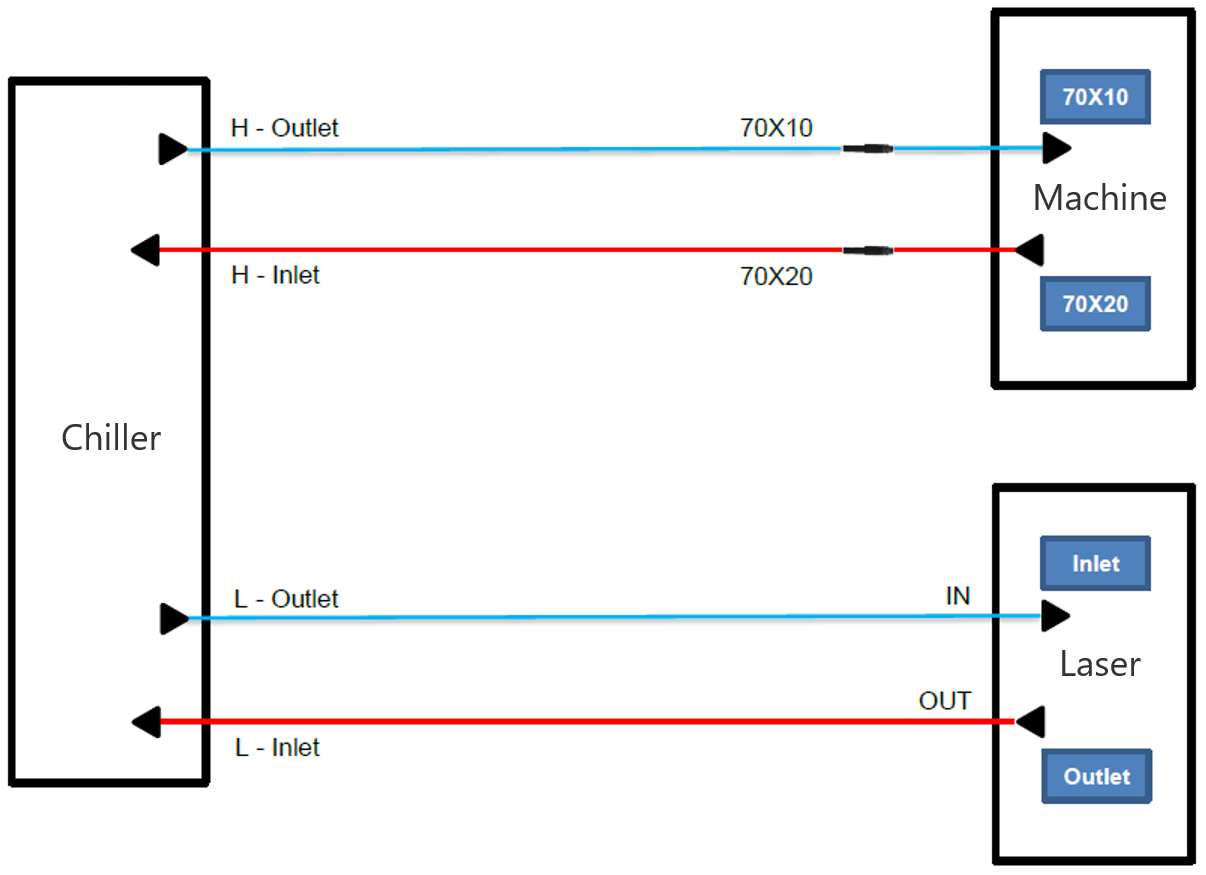 70X10
H - Outlet
70X10
Machine
H - Inlet
70X20
70X20
Chiller
Inlet
L - Outlet
IN
Laser
OUT
L - Inlet
Outlet